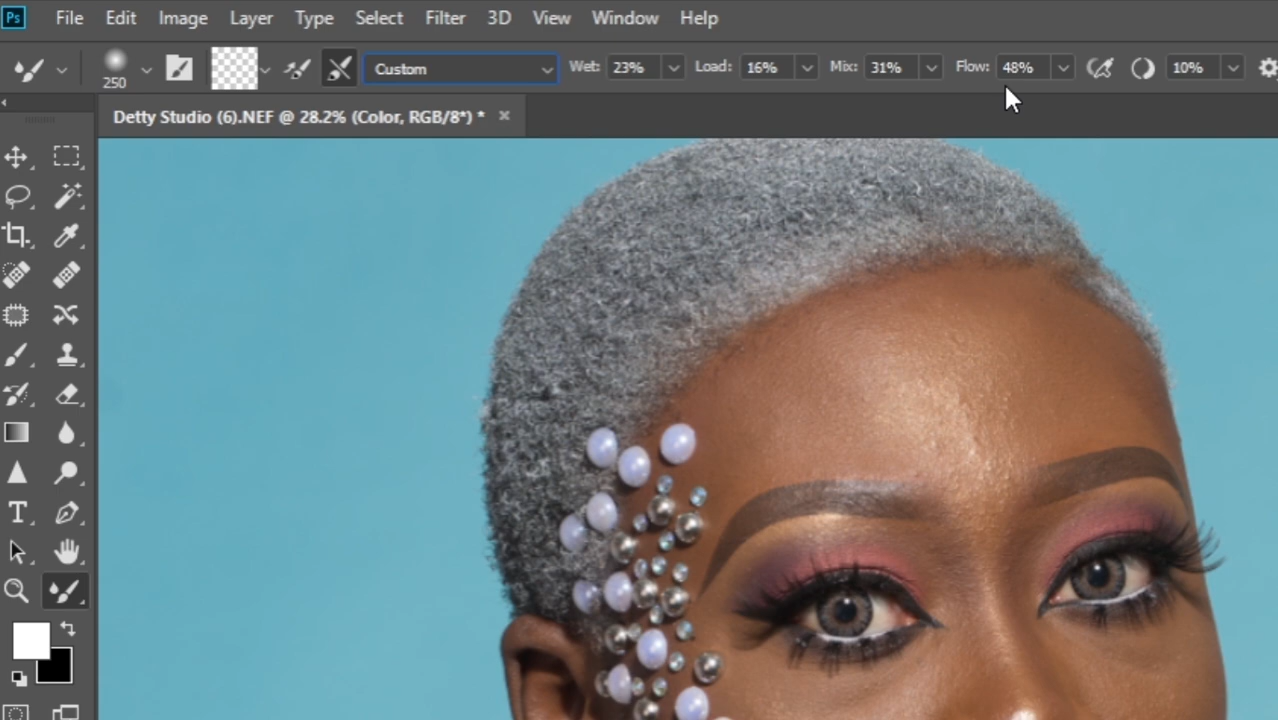 Ps File Edit Image Layer Type Select Filter 3D View Window Help
250 Custom Wet: 23% Load: 16% Mix: 31% Flow: 48% 10%
Detty Studio (6).NEF @ 28.2% (Color, RGB/8*) *
T